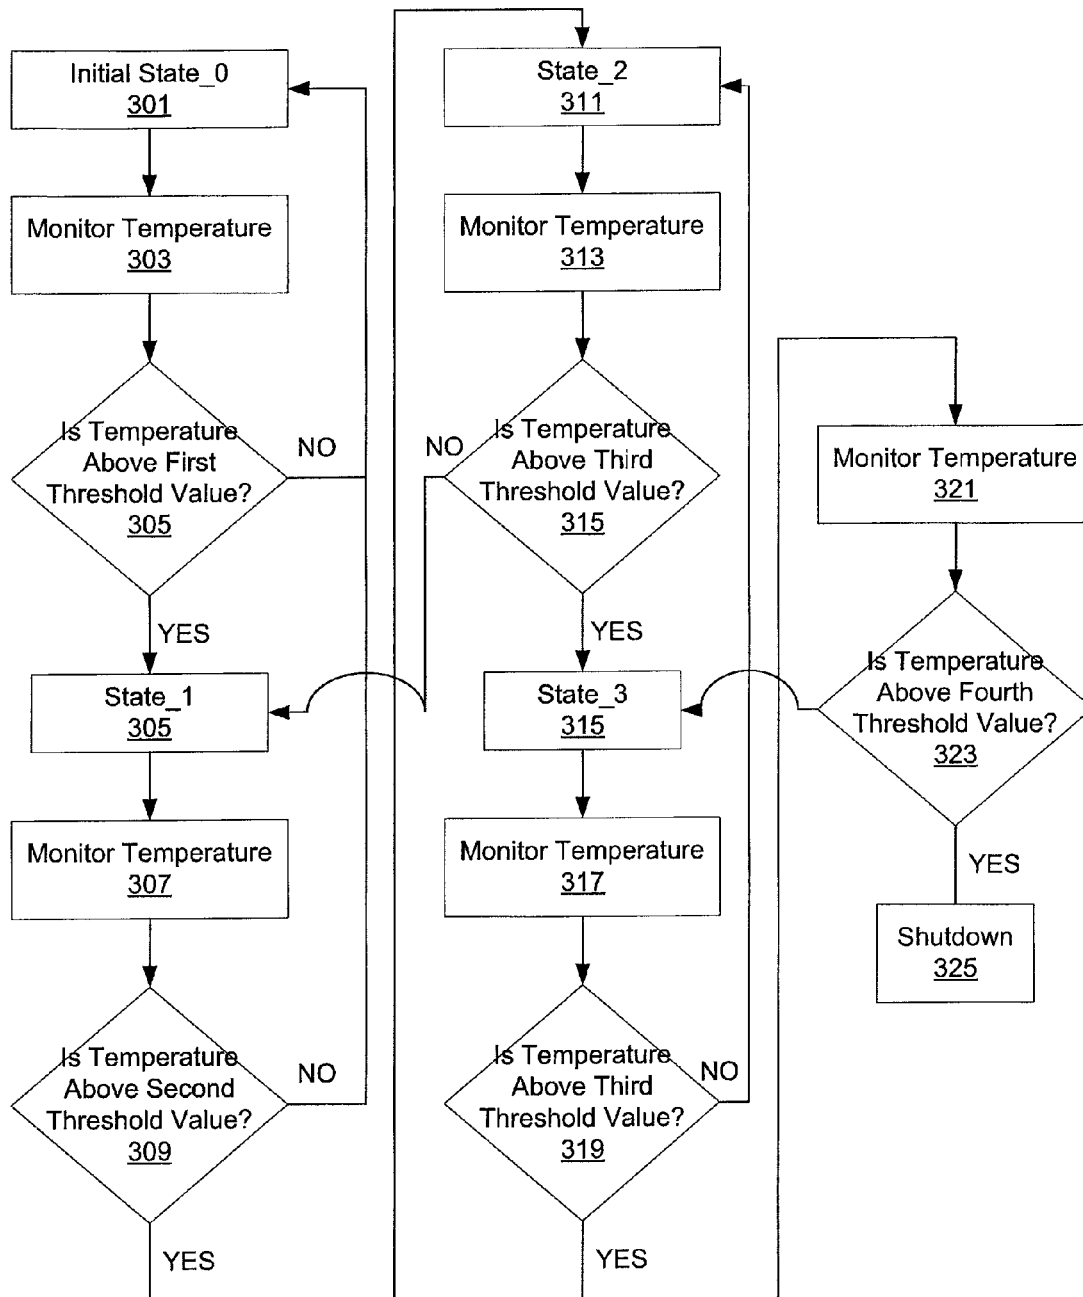 Initial State_0
301
Monitor Temperature
303
Is Temperature
Above First
Threshold Value?
305
NO
YES
State_1
305
Monitor Temperature
307
Is Temperature
Above Second
Threshold Value?
309
NO
YES
State_2
311
Monitor Temperature
313
Is Temperature
Above Third
Threshold Value?
315
NO
YES
State_3
315
Monitor Temperature
317
Is Temperature
Above Third
Threshold Value?
319
NO
YES
Monitor Temperature
321
Is Temperature
Above Fourth
Threshold Value?
323
YES
Shutdown
325